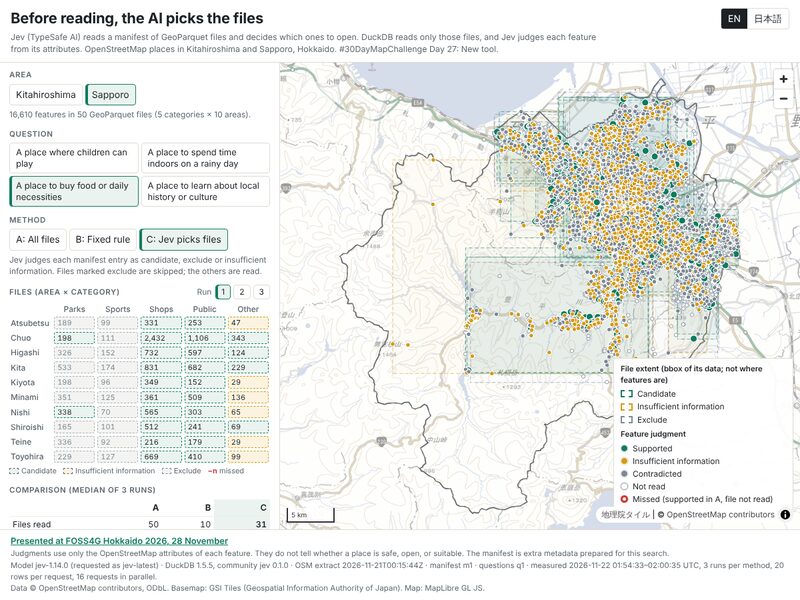 Before reading, the AI picks the files
EN
日本語
Jev (TypeSafe AI) reads a manifest of GeoParquet files and decides which ones to open. DuckDB reads only those files, and Jev judges each feature
from its attributes. OpenStreetMap places in Kitahiroshima and Sapporo, Hokkaido. #30DayMapChallenge Day 27: New tool.
AREA
Kitahiroshima
Sapporo
16,610 features in 50 GeoParquet files (5 categories × 10 areas).
QUESTION
A place where children can
play
A place to spend time
indoors on a rainy day
A place to buy food or daily
necessities
A place to learn about local
history or culture
METHOD
A: All files
B: Fixed rule
C: Jev picks files
Jev judges each manifest entry as candidate, exclude or insufficient
information. Files marked exclude are skipped; the others are read.
FILES (AREA × CATEGORY)
Run 1 2 3
Parks Sports Shops Public Other
Atsubetsu 189 99 331 253 47
Chuo 198 111 2,432 1,106 343
Higashi 326 152 732 597 124
Kita 533 174 831 682 229
Kiyota 198 96 349 152 29
Minami 351 125 361 509 136
Nishi 338 70 565 303 65
Shiroishi 312 112 512 241 69
Teine 336 92 216 179 29
Toyohira 229 127 669 410 99
Candidate Insufficient information Exclude −n missed
COMPARISON (MEDIAN OF 3 RUNS)
A B C
Files read 50 10 31
+
−
E5
File extent (bbox of its data; not where
features are)
Candidate
Insufficient information
Exclude
Feature judgment
Supported
Insufficient information
Contradicted
Not read
Missed (supported in A, file not read)
5 km
地理院タイル | © OpenStreetMap contributors
Presented at FOSS4G Hokkaido 2026, 28 November
Judgments use only the OpenStreetMap attributes of each feature. They do not tell whether a place is safe, open, or suitable. The manifest is extra metadata prepared for this search.
Model jev-1.14.0 (requested as jev-latest) · DuckDB 1.5.5, community jev 0.1.0 · OSM extract 2026-11-21T00:15:44Z · manifest m1 · questions q1 · measured 2026-11-22 01:54:33–02:00:35 UTC, 3 runs per method, 20
rows per request, 16 requests in parallel.
Data © OpenStreetMap contributors, ODbL. Basemap: GSI Tiles (Geospatial Information Authority of Japan). Map: MapLibre GL JS.